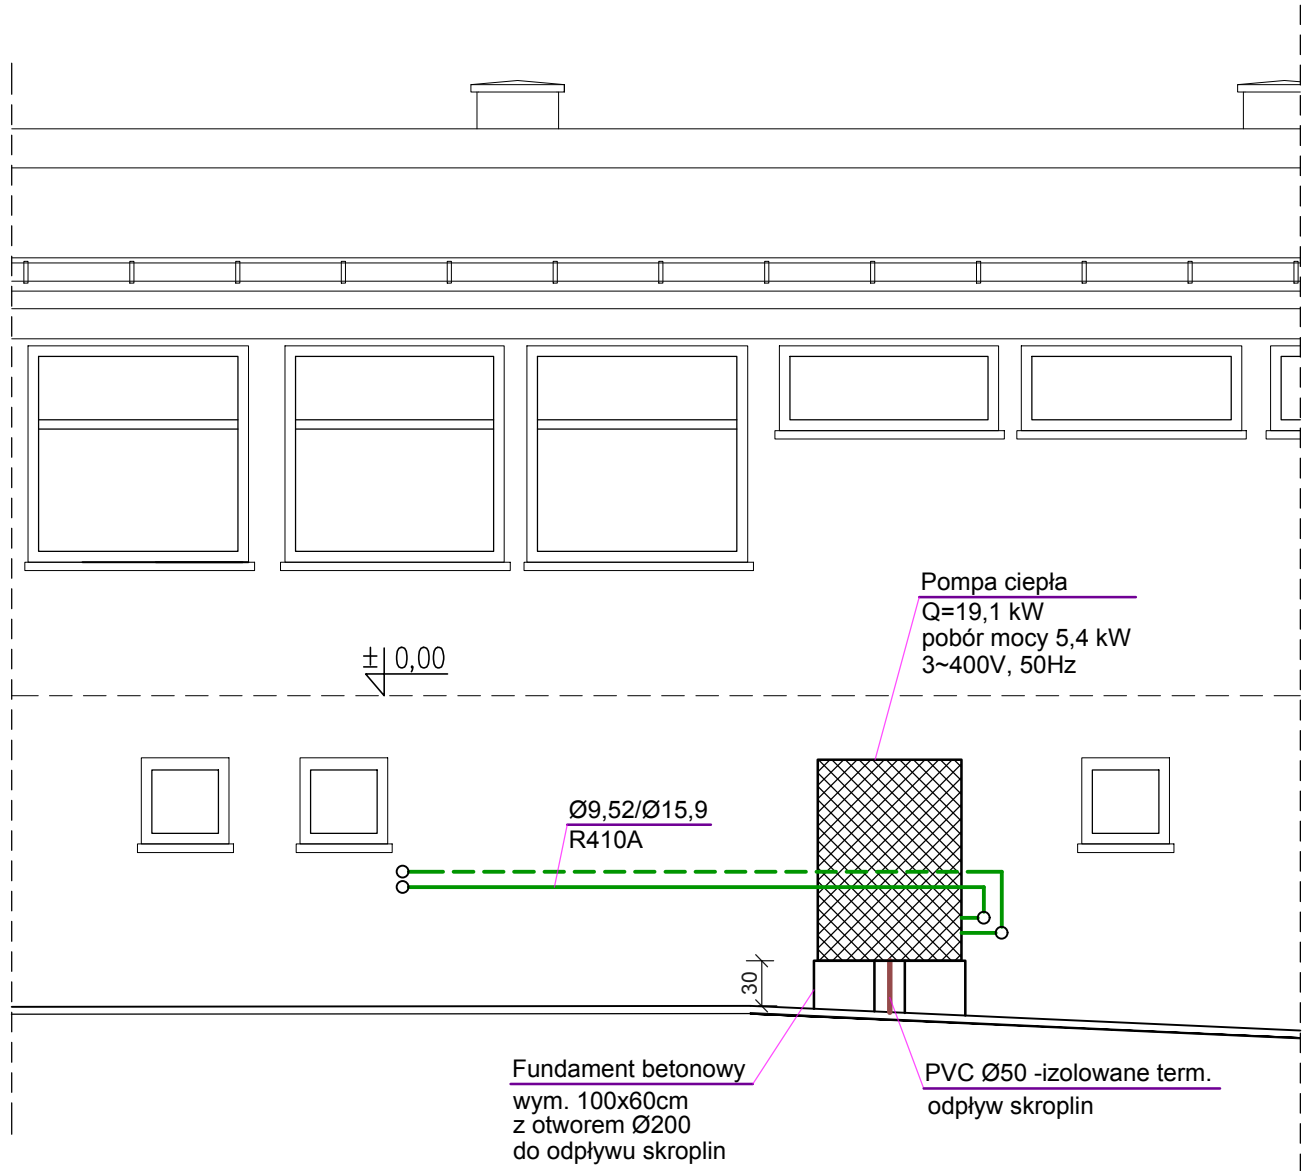 Pompa ciepła
Q=19,1 kW
pobór mocy 5,4 kW
3~400V, 50Hz
± 0,00
Ø9,52/Ø15,9
R410A
30
Fundament betonowy
wym. 100x60cm
z otworem Ø200
do odpływu skroplin
PVC Ø50 -izolowane term.
odpływ skroplin